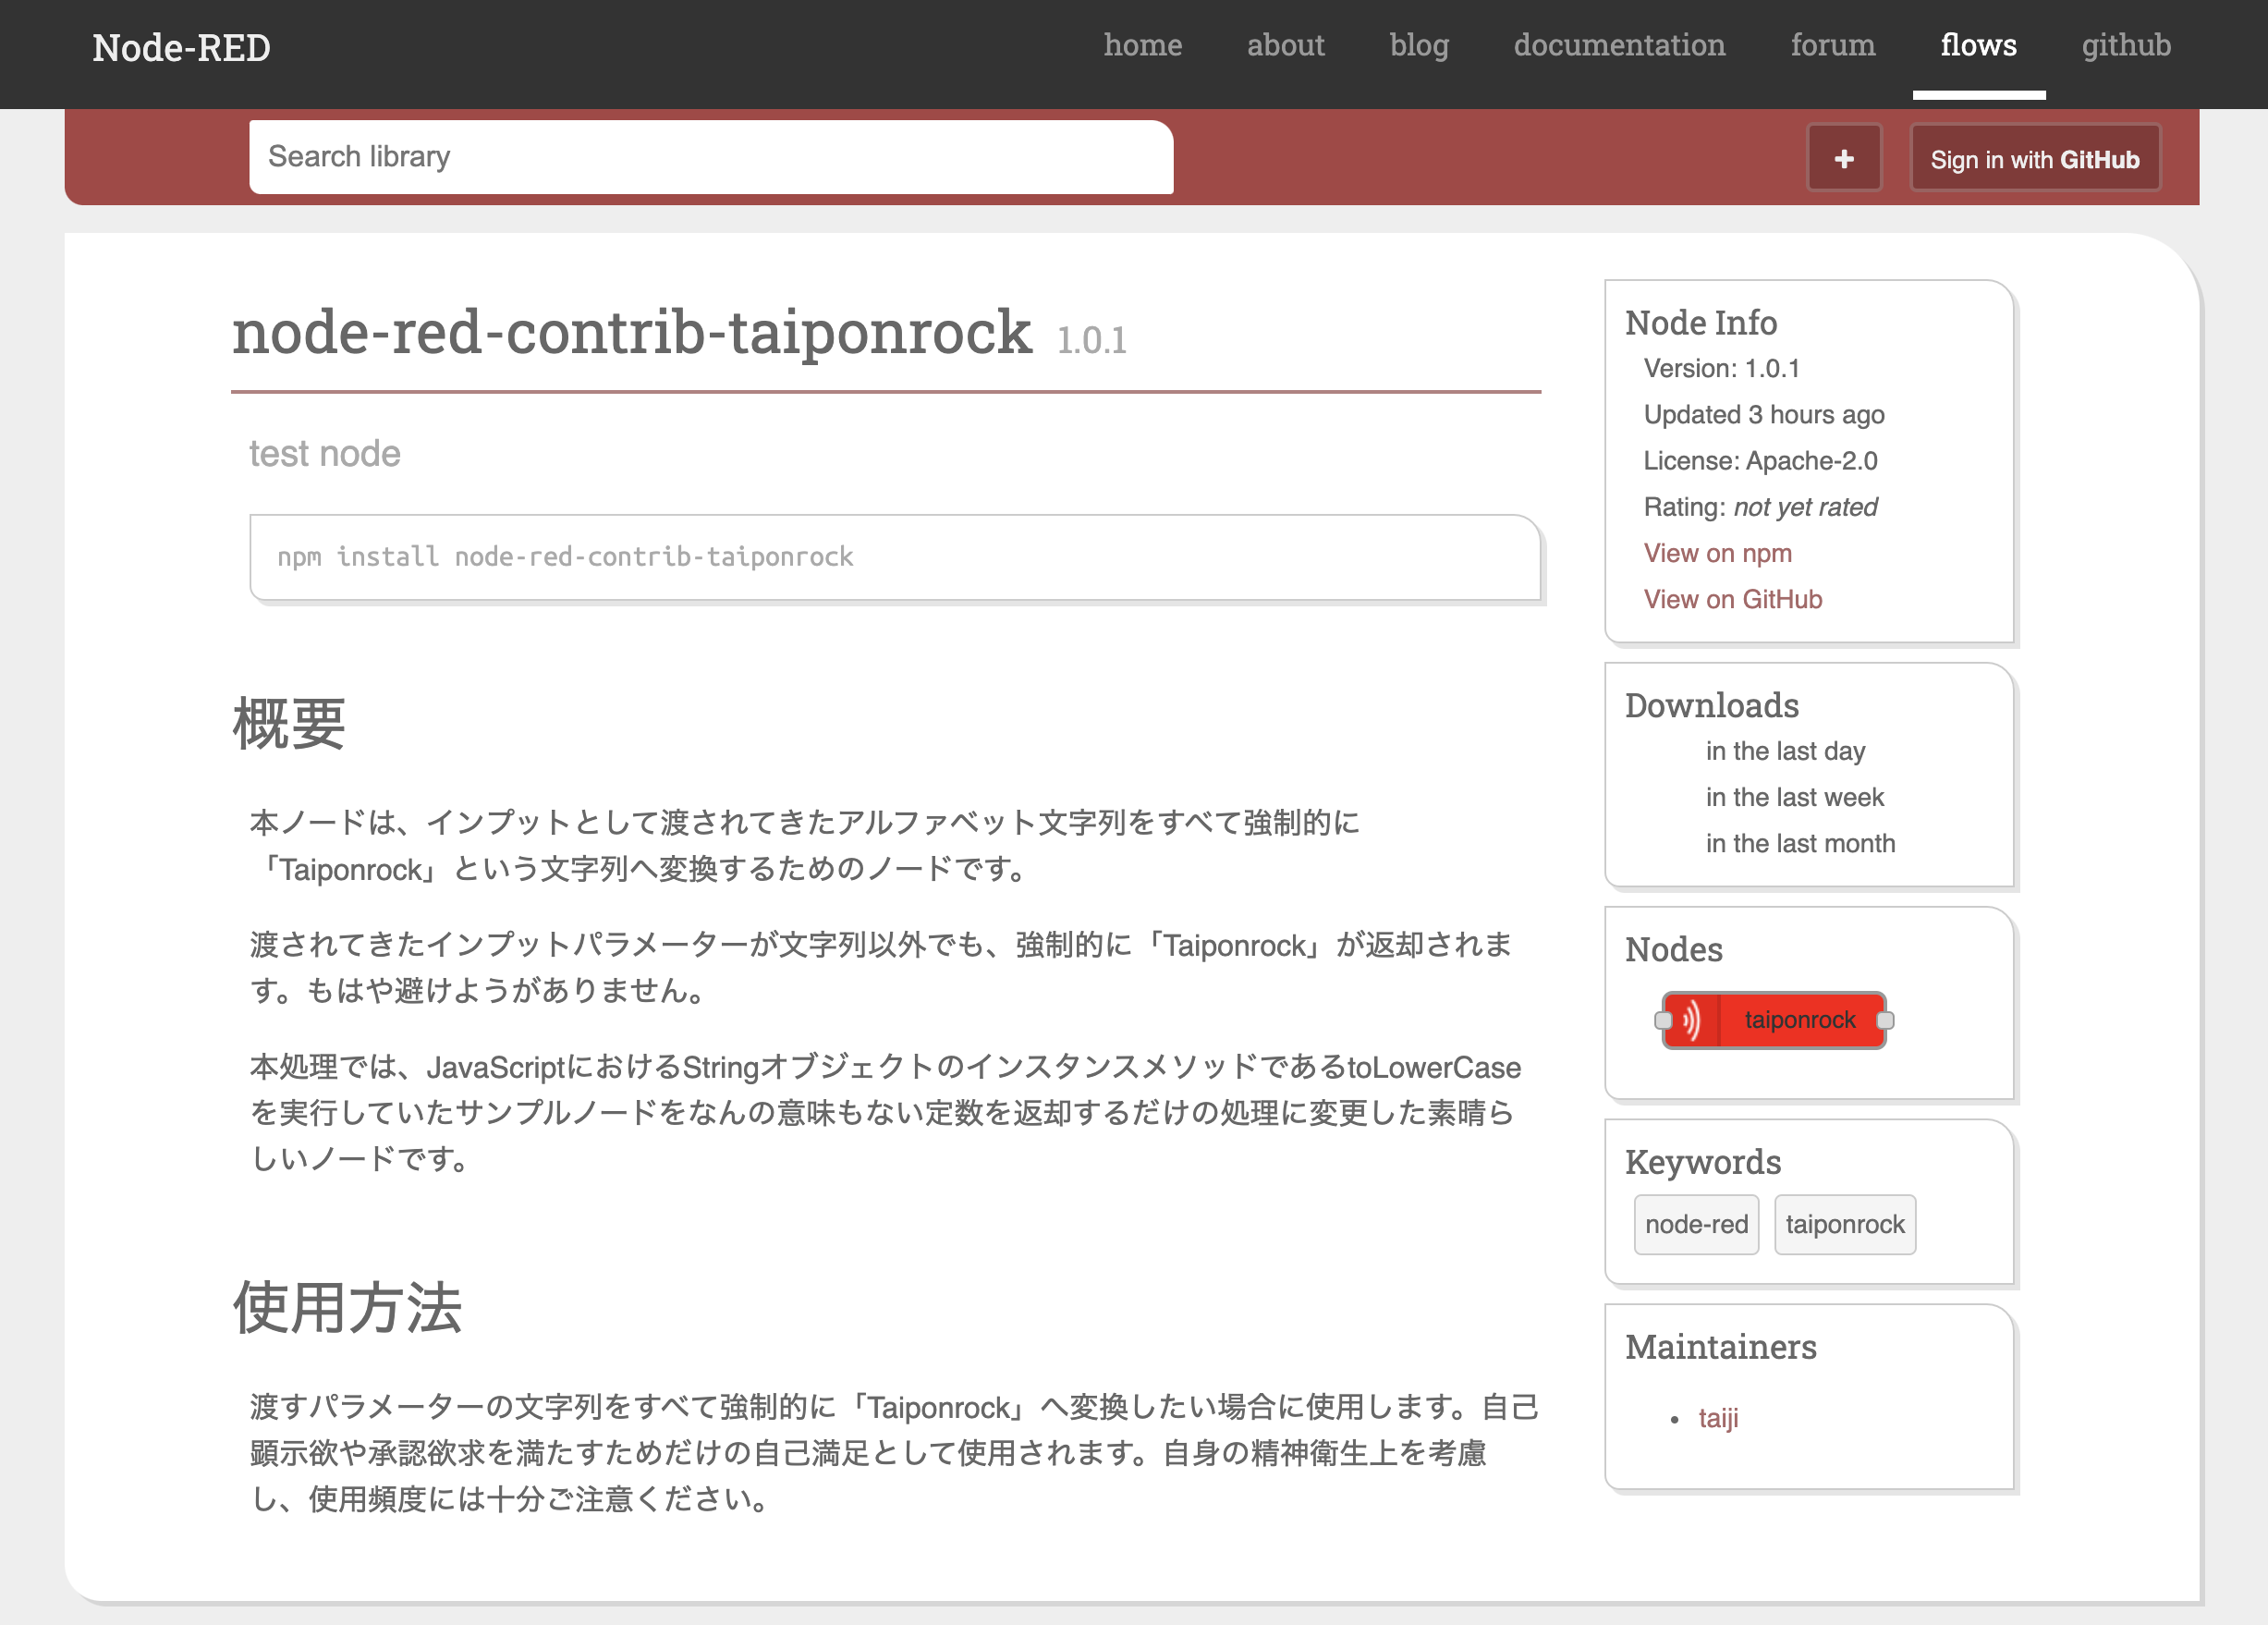 Node-RED
home about blog documentation forum flows github
Search library
+
Sign in with GitHub
node-red-contrib-taiponrock 1.0.1
test node
npm install node-red-contrib-taiponrock
概要
本ノードは、インプットとして渡されてきたアルファベット文字列をすべて強制的に
「Taiponrock」という文字列へ変換するためのノードです。
渡されてきたインプットパラメーターが文字列以外でも、強制的に「Taiponrock」が返却されま
す。もはや避けようがありません。
本処理では、JavaScriptにおけるStringオブジェクトのインスタンスメソッドであるtoLowerCase
を実行していたサンプルノードをなんの意味もない定数を返却するだけの処理に変更した素晴ら
しいノードです。
使用方法
渡すパラメーターの文字列をすべて強制的に「Taiponrock」へ変換したい場合に使用します。自己
顕示欲や承認欲求を満たすためだけの自己満足として使用されます。自身の精神衛生上を考慮
し、使用頻度には十分ご注意ください。
Node Info
Version: 1.0.1
Updated 3 hours ago
License: Apache-2.0
Rating: not yet rated
View on npm
View on GitHub
Downloads
in the last day
in the last week
in the last month
Nodes
taiponrock
Keywords
node-red taiponrock
Maintainers
• taiji